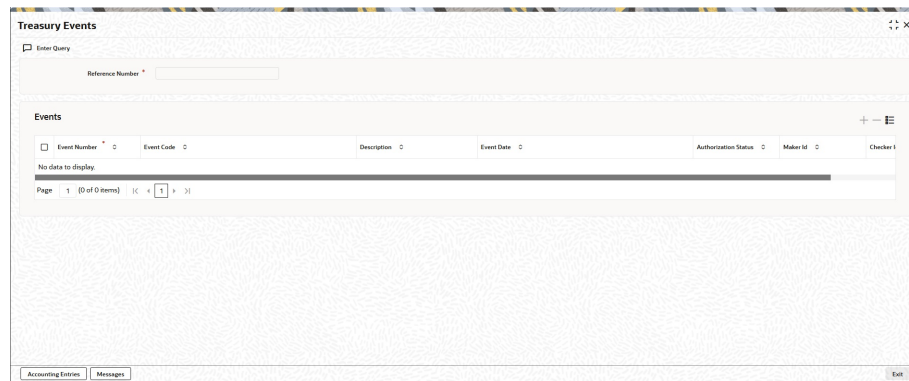 Treasury Events
Enter Query
Reference Number *
Events
Event Number * Event Code Description Event Date Authorization Status Maker Id Checker I
No data to display.
Page 1 (0 of 0 items) 1
Accounting Entries Messages Exit